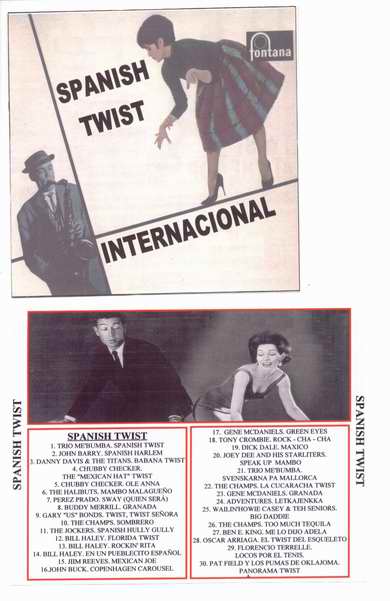 fontana
SPANISH
TWIST
INTERNACIONAL
SPANISH TWIST
SPANISH TWIST
1. TRIO ME'BUMBA. SPANISH TWIST
2. JOHN BARRY, SPANISH HARLEM
3. DANNY DAVIS & THE TITANS. BABANA TWIST
4. CHUBBY CHECKER.
THE "MEXICAN HAT" TWIST
5. CHUBBY CHECKER. OLE ANNA
6. THE HALIBUTS. MAMBO MALAGUEÑO
7. PEREZ PRADO. SWAY (QUEN SERÁ)
8. BUDDY MERRILL. GRANADA
9. GARY "US" BONDS. TWIST, TWIST SEÑORA
10. THE CHAMPS. SOMBRERO
11. THE JOCKERS. SPANISH HULLY GULLY
12. BILL HALEY. FLORIDA TWIST
13. BILL HALEY. ROCKIN' RITA
14. BILL HALEY. EN UN PUEBLECITO ESPAÑOL
15. JIM REEVES. MEXICAN JOE
16.JOHN BUCK. COPENHAGEN CAROUSEL
17. GENE MCDANIELS. GREEN EYES
18. TONY CROMBIE. ROCK - CHA - CHA
19. DICK DALE. MAXICO
20. JOEY DEE AND HIS STARLITERS.
SPEAK UP MAMBO
21. TRIO ME'BUMBA.
SVENSKARNA PA MALLORCA
22. THE CHAMPS. LA CUCARACHA TWIST
23. GENE MCDANIELS. GRANADA
24. ADVENTURES. LETKAJENKKA
25. WAILIN'HOWIE CASEY & TEH SENIORS.
BIG DADDIE
26. THE CHAMPS. TOO MUCH TEQUILA
27. BEN E. KING. ME LO DIJO ADELA
28. OSCAR ARRIAGA. EL TWIST DEL ESQUELETO
29. FLORENCIO TERRELLE.
LOCOS POR EL TENIS.
30. PAT FIELD Y LOS PUMAS DE OKLAJOMA.
PANORAMA TWIST
SPANISH TWIST